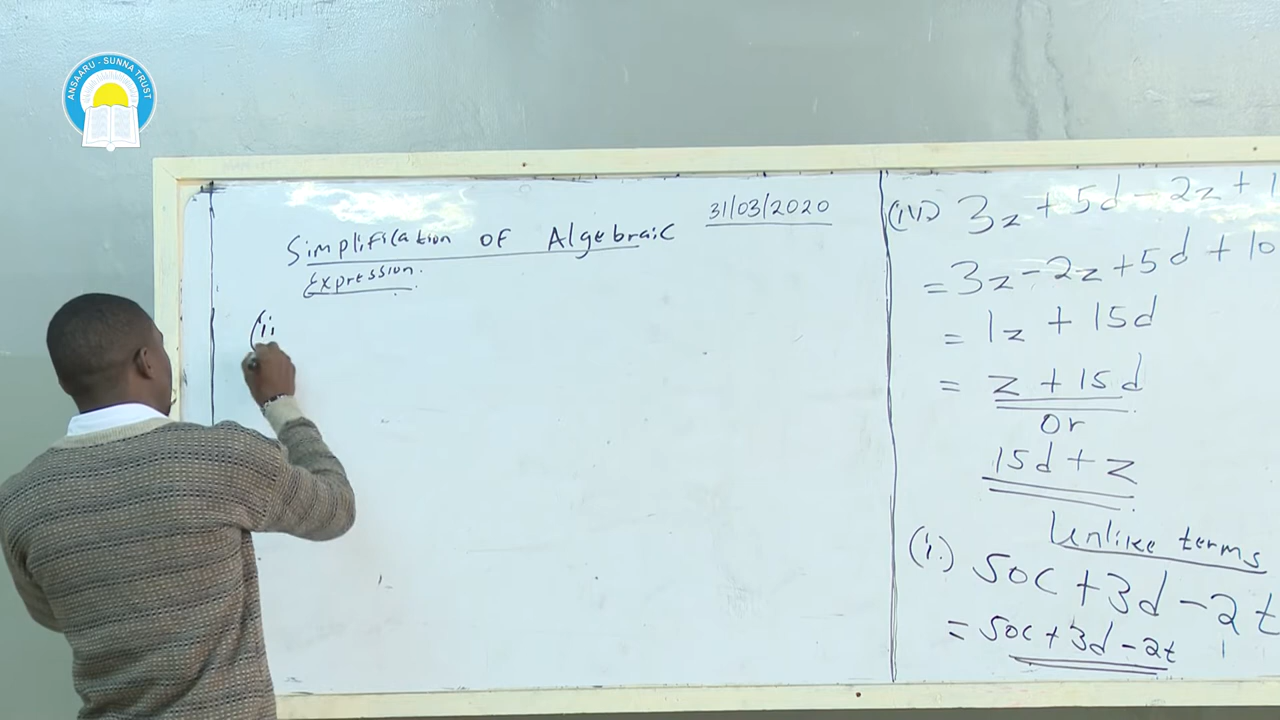 ANSAARU - SUNNA TRUST
31/03/2020
Simplification OF Algebraic
Expression.
(ii
(iii) 3z + 5d - 2z + 1
= 3z - 2z + 5d + 10
= 1z + 15d
= z + 15d
or
15d + z
Unlike terms
(i.) 50c + 3d - 2t
= 50c + 3d - 2t